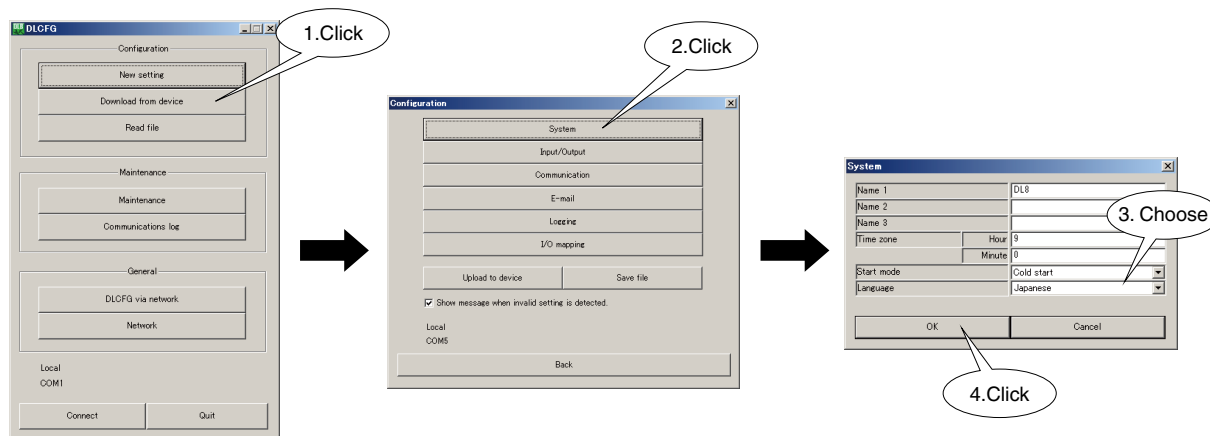 DLCFG
1.Click
Configuration
New setting
Download from device
Read file
Maintenance
Maintenance
Communications log
General
DLCFG via network
Network
Local
COM1
Connect Quit
2.Click
Configuration
System
Input/Output
Communication
E-mail
Logging
I/O mapping
Upload to device Save file
Show message when invalid setting is detected.
Local
COM5
Back
System
Name 1 DL8
Name 2
Name 3
3. Choose
Time zone Hour 9
Minute 0
Start mode Cold start
Language Japanese
OK Cancel
4.Click